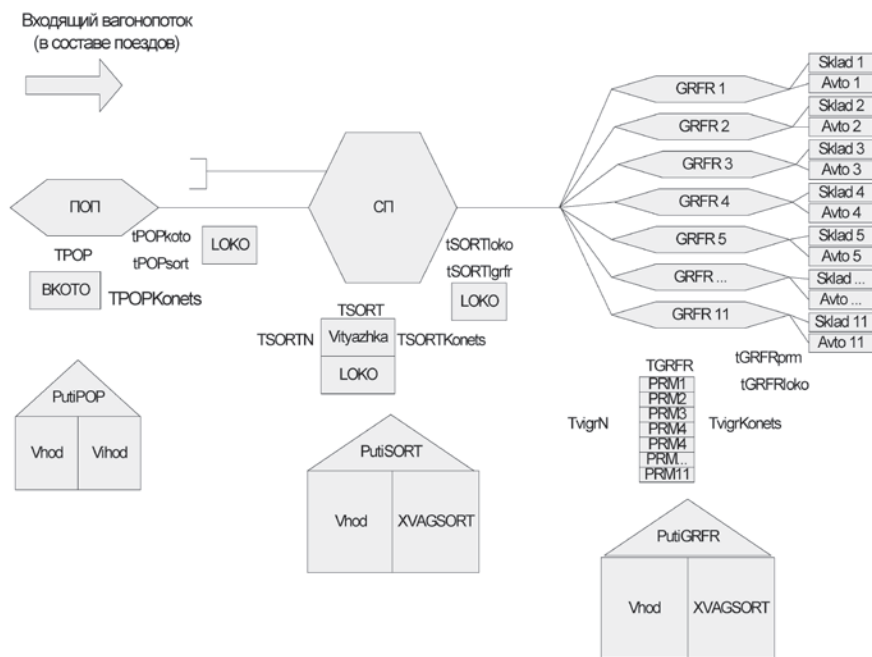 Входящий вагонопоток
(в составе поездов)
ПОП
TPOP
ВКОТО
TPOPKonets
tPOPkoto
tPOPsort
LOKO
СП
TSORT
TSORTN
Vityazhka
TSORTKonets
LOKO
tSORTloko
tSORTlgrfr
LOKO
GRFR 1
GRFR 2
GRFR 3
GRFR 4
GRFR 5
GRFR ...
GRFR 11
Sklad 1
Avto 1
Sklad 2
Avto 2
Sklad 3
Avto 3
Sklad 4
Avto 4
Sklad 5
Avto 5
Sklad ...
Avto ...
Sklad 11
Avto 11
TGRFR
tGRFRprm
tGRFRloko
TvigrN
PRM1
PRM2
PRM3
PRM4
PRM4
PRM...
PRM11
TvigrKonets
PutiPOP
Vhod
Vihod
PutiSORT
Vhod
XVAGSORT
PutiGRFR
Vhod
XVAGSORT